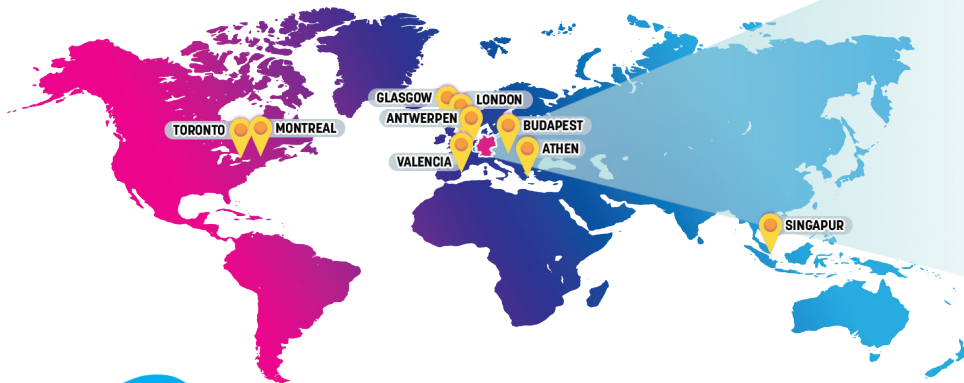 GLASGOW
LONDON
ANTWERPEN
TORONTO
MONTREAL
BUDAPEST
VALENCIA
ATHEN
SINGAPUR